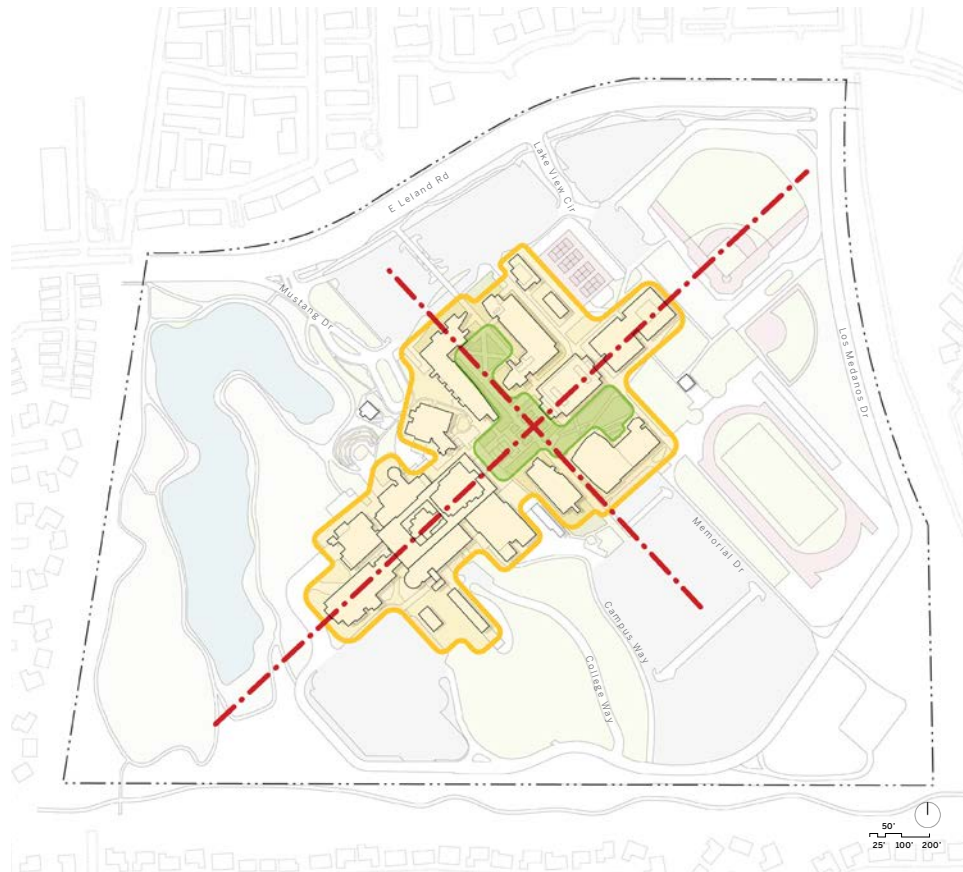 Lake View Cir
E Leland Rd
Mustang Dr
Los Medanos Dr
Memorial Dr
Campus Way
College Way
50'
25' 100' 200'